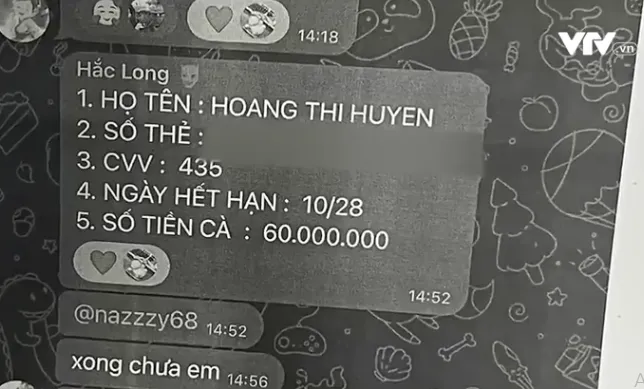 14:18
VTV.vn
Hắc Long
1. HỌ TÊN : HOANG THI HUYEN
2. SỐ THẺ :
3. CVV : 435
4. NGÀY HẾT HẠN : 10/28
5. SỐ TIỀN CÀ : 60.000.000
14:52
@nazzzy68 14:52
xong chưa em 14:56